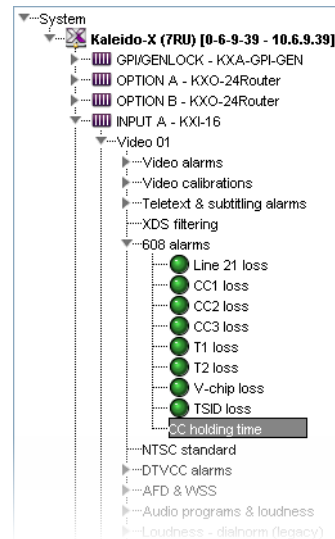 System
Kaleido-X (7RU) [0-6-9-39 - 10.6.9.39]
GPI/GENLOCK - KXA-GPI-GEN
OPTION A - KXO-24Router
OPTION B - KXO-24Router
INPUT A - KXI-16
Video 01
Video alarms
Video calibrations
Teletext & subtitling alarms
XDS filtering
608 alarms
Line 21 loss
CC1 loss
CC2 loss
CC3 loss
T1 loss
T2 loss
V-chip loss
TSID loss
CC holding time
NTSC standard
DTVCC alarms
AFD & WSS
Audio programs & loudness
Loudness - dialnorm (legacy)